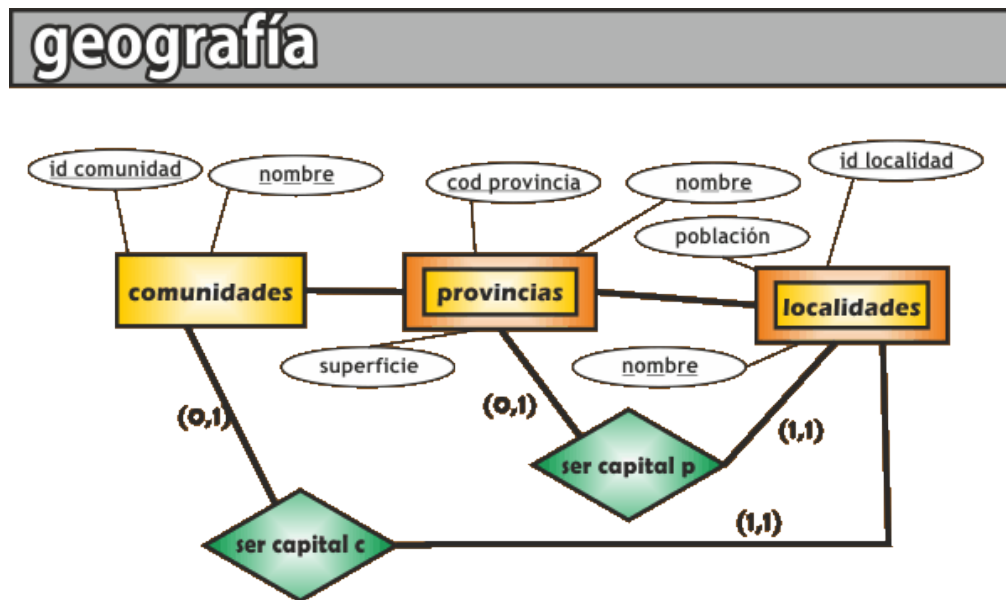 geografía
id comunidad
nombre
cod provincia
nombre
id localidad
población
comunidades
provincias
localidades
superficie
nombre
(0,1)
(0,1)
(1,1)
ser capital p
(1,1)
ser capital c